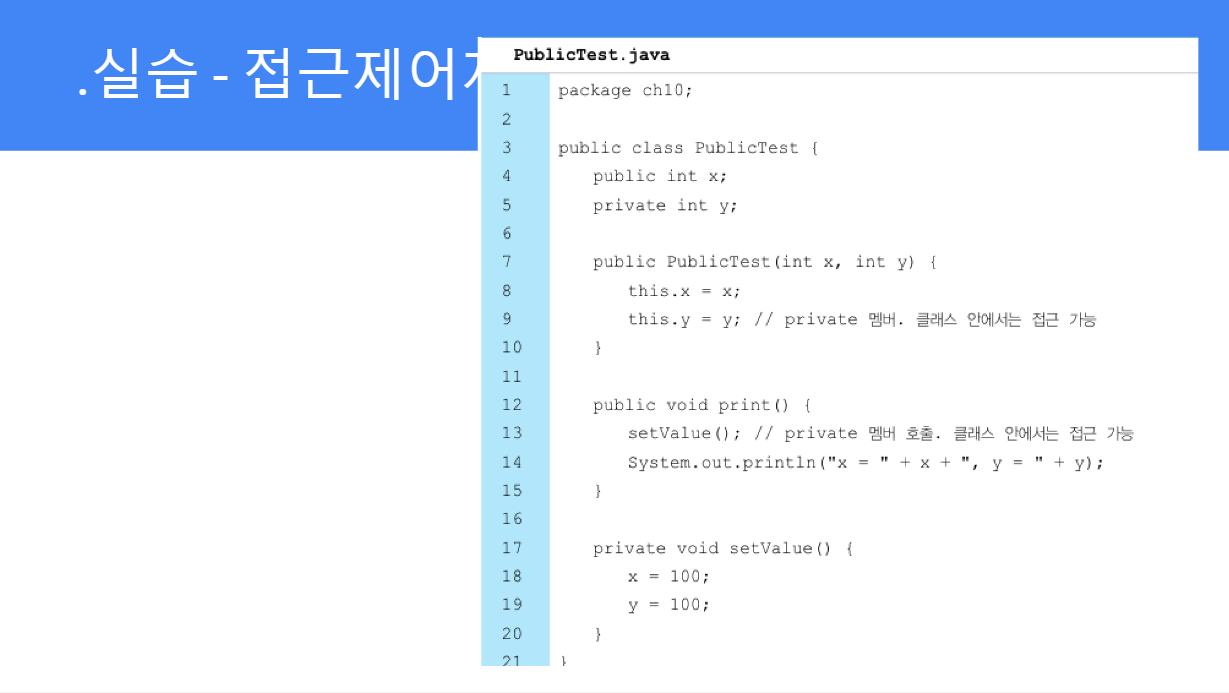 .실습 - 접근제어
PublicTest.java
1 package ch10;
2
3 public class PublicTest {
4 public int x;
5 private int y;
6
7 public PublicTest(int x, int y) {
8 this.x = x;
9 this.y = y; // private 멤버. 클래스 안에서는 접근 가능
10 }
11
12 public void print() {
13 setValue(); // private 멤버 호출. 클래스 안에서는 접근 가능
14 System.out.println("x = " + x + ", y = " + y);
15 }
16
17 private void setValue() {
18 x = 100;
19 y = 100;
20 }
21 }